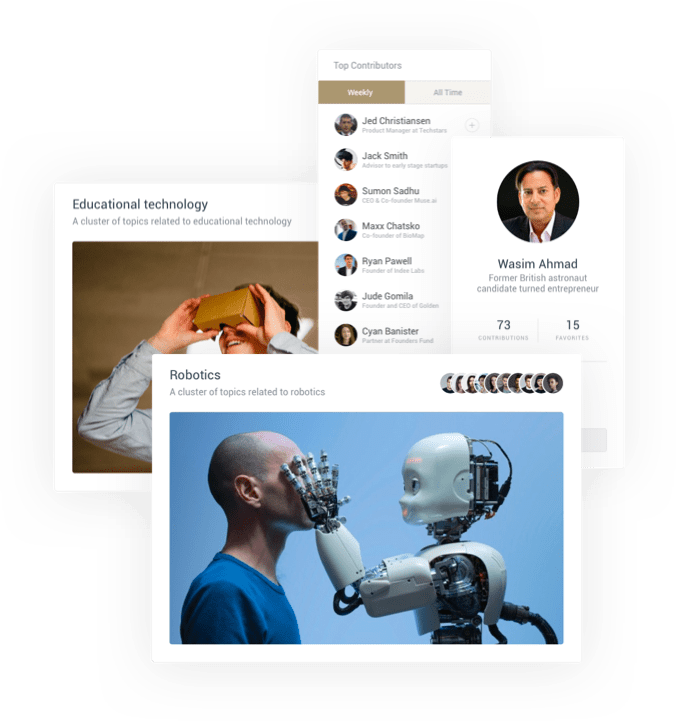 Top Contributors
Weekly
All Time
Jed Christiansen
Product Manager at Techstars
Jack Smith
Advisor to early stage startups
Sumon Sadhu
CEO & Co-founder Muse.ai
Maxx Chatsko
Co-founder of BioMap
Ryan Pawell
Founder of Indee Labs
Jude Gomila
Founder and CEO of Golden
Cyan Banister
Partner at Founders Fund
Wasim Ahmad
Former British astronaut
candidate turned entrepreneur
73
15
CONTRIBUTIONS
FAVORITES
Educational technology
A cluster of topics related to educational technology
Robotics
A cluster of topics related to robotics